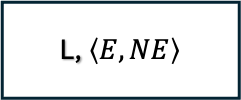 L, ⟨E, NE⟩